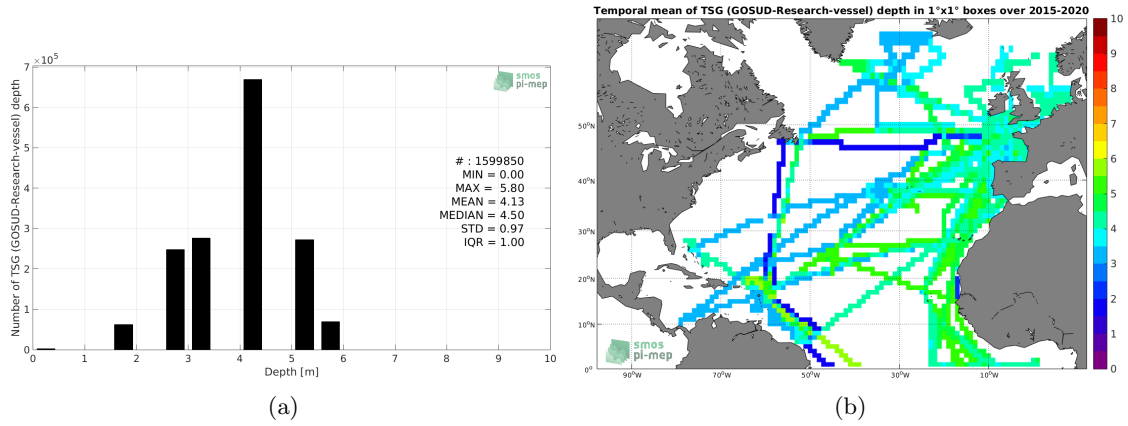 ×10⁵
7
6
5
4
3
2
1
0
Number of TSG (GOSUD-Research-vessel) depth
smos
pi-mep
# : 1599850
MIN = 0.00
MAX = 5.80
MEAN = 4.13
MEDIAN = 4.50
STD = 0.97
IQR = 1.00
0 1 2 3 4 5 6 7 8 9 10
Depth [m]
(a)
Temporal mean of TSG (GOSUD-Research-vessel) depth in 1°x1° boxes over 2015-2020
50°N
40°N
30°N
20°N
10°N
0°
90°W 70°W 50°W 30°W 10°W
smos
pi-mep
10
9
8
7
6
5
4
3
2
1
0
(b)